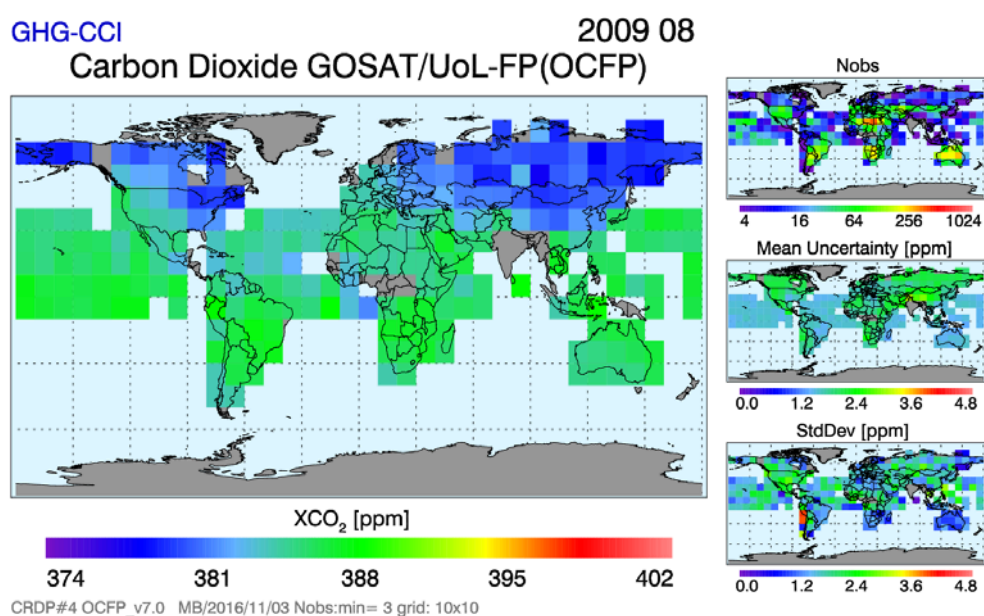 GHG-CCI
2009 08
Carbon Dioxide GOSAT/UoL-FP(OCFP)
XCO₂ [ppm]
374 381 388 395 402
CRDP#4 OCFP_v7.0 MB/2016/11/03 Nobs:min= 3 grid: 10x10
Nobs
4 16 64 256 1024
Mean Uncertainty [ppm]
0.0 1.2 2.4 3.6 4.8
StdDev [ppm]
0.0 1.2 2.4 3.6 4.8